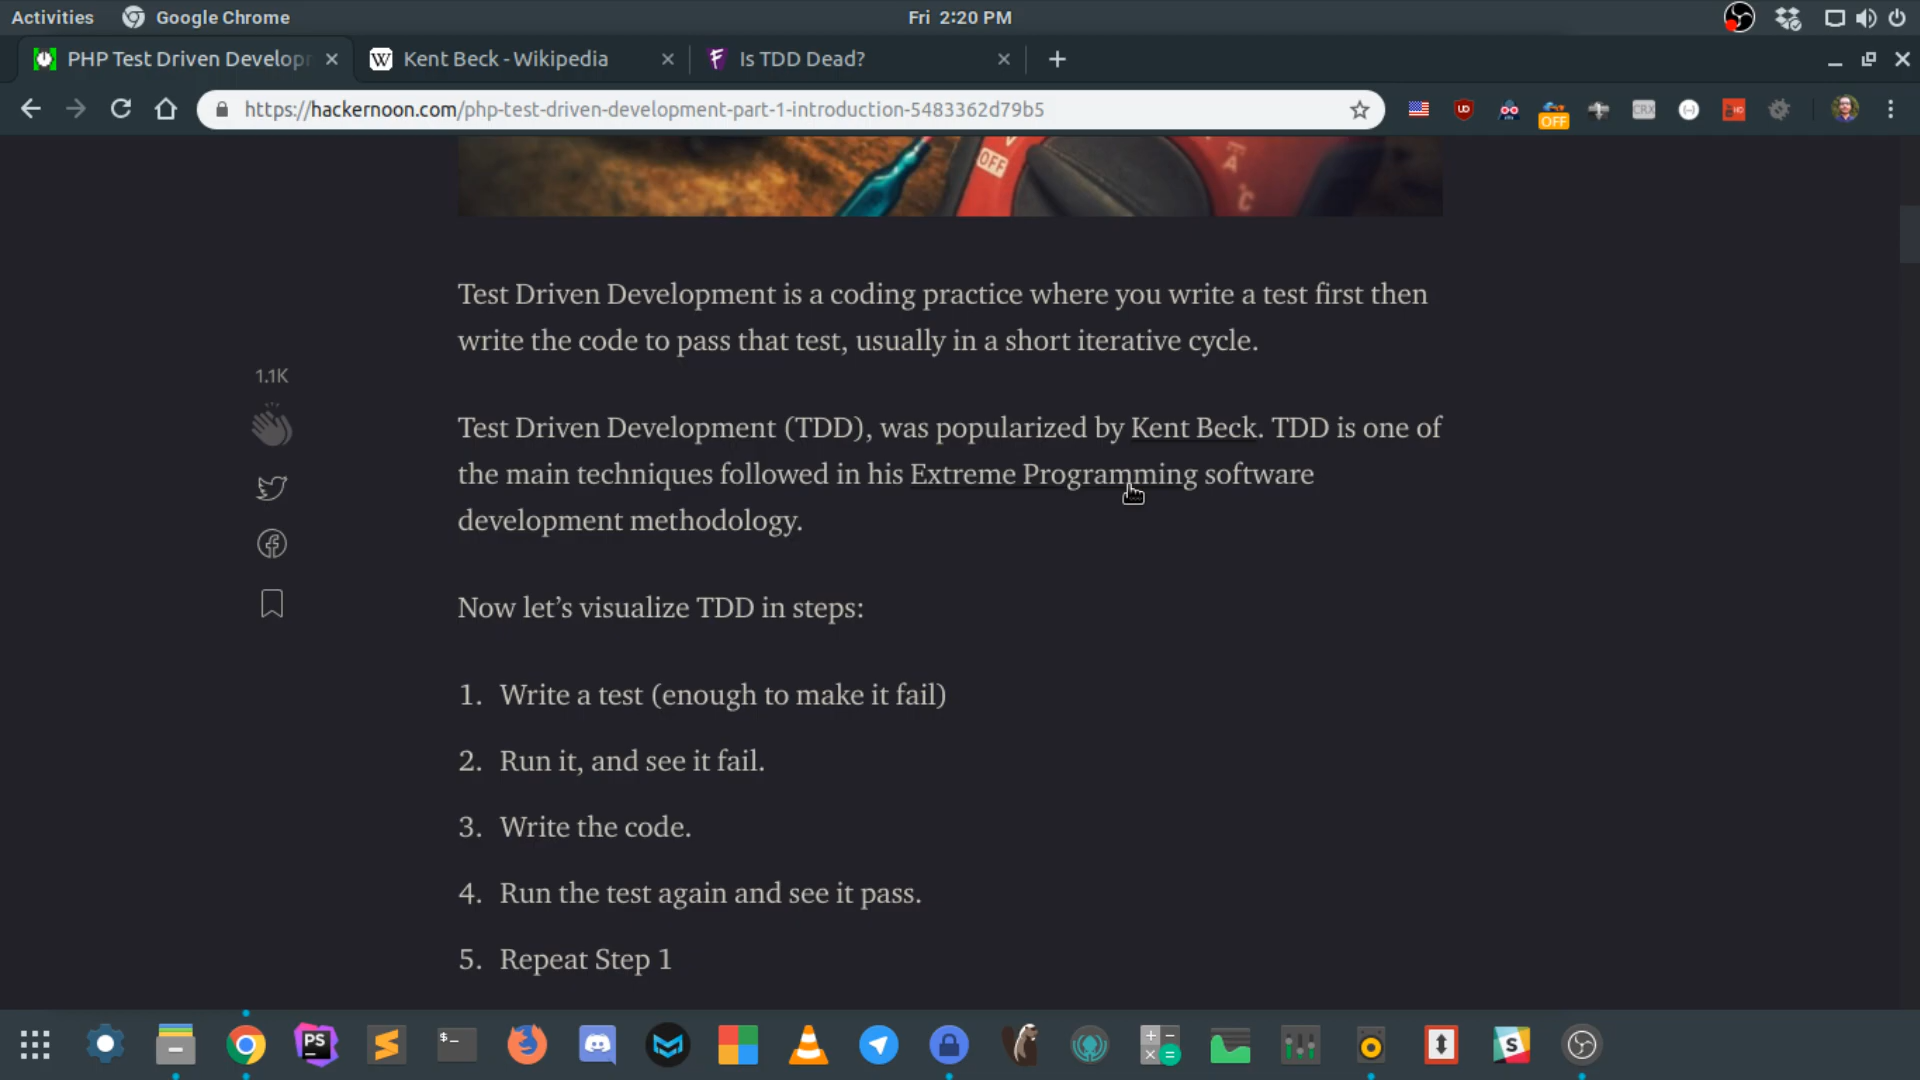 Activities Google Chrome Fri 2:20 PM
PHP Test Driven Develop Kent Beck - Wikipedia Is TDD Dead?
https://hackernoon.com/php-test-driven-development-part-1-introduction-5483362d79b5
OFF
CRX
OFF
A
°C
Test Driven Development is a coding practice where you write a test first then
write the code to pass that test, usually in a short iterative cycle.
1.1K
Test Driven Development (TDD), was popularized by Kent Beck. TDD is one of
the main techniques followed in his Extreme Programming software
development methodology.
Now let’s visualize TDD in steps:
1. Write a test (enough to make it fail)
2. Run it, and see it fail.
3. Write the code.
4. Run the test again and see it pass.
5. Repeat Step 1
PS
$-
S